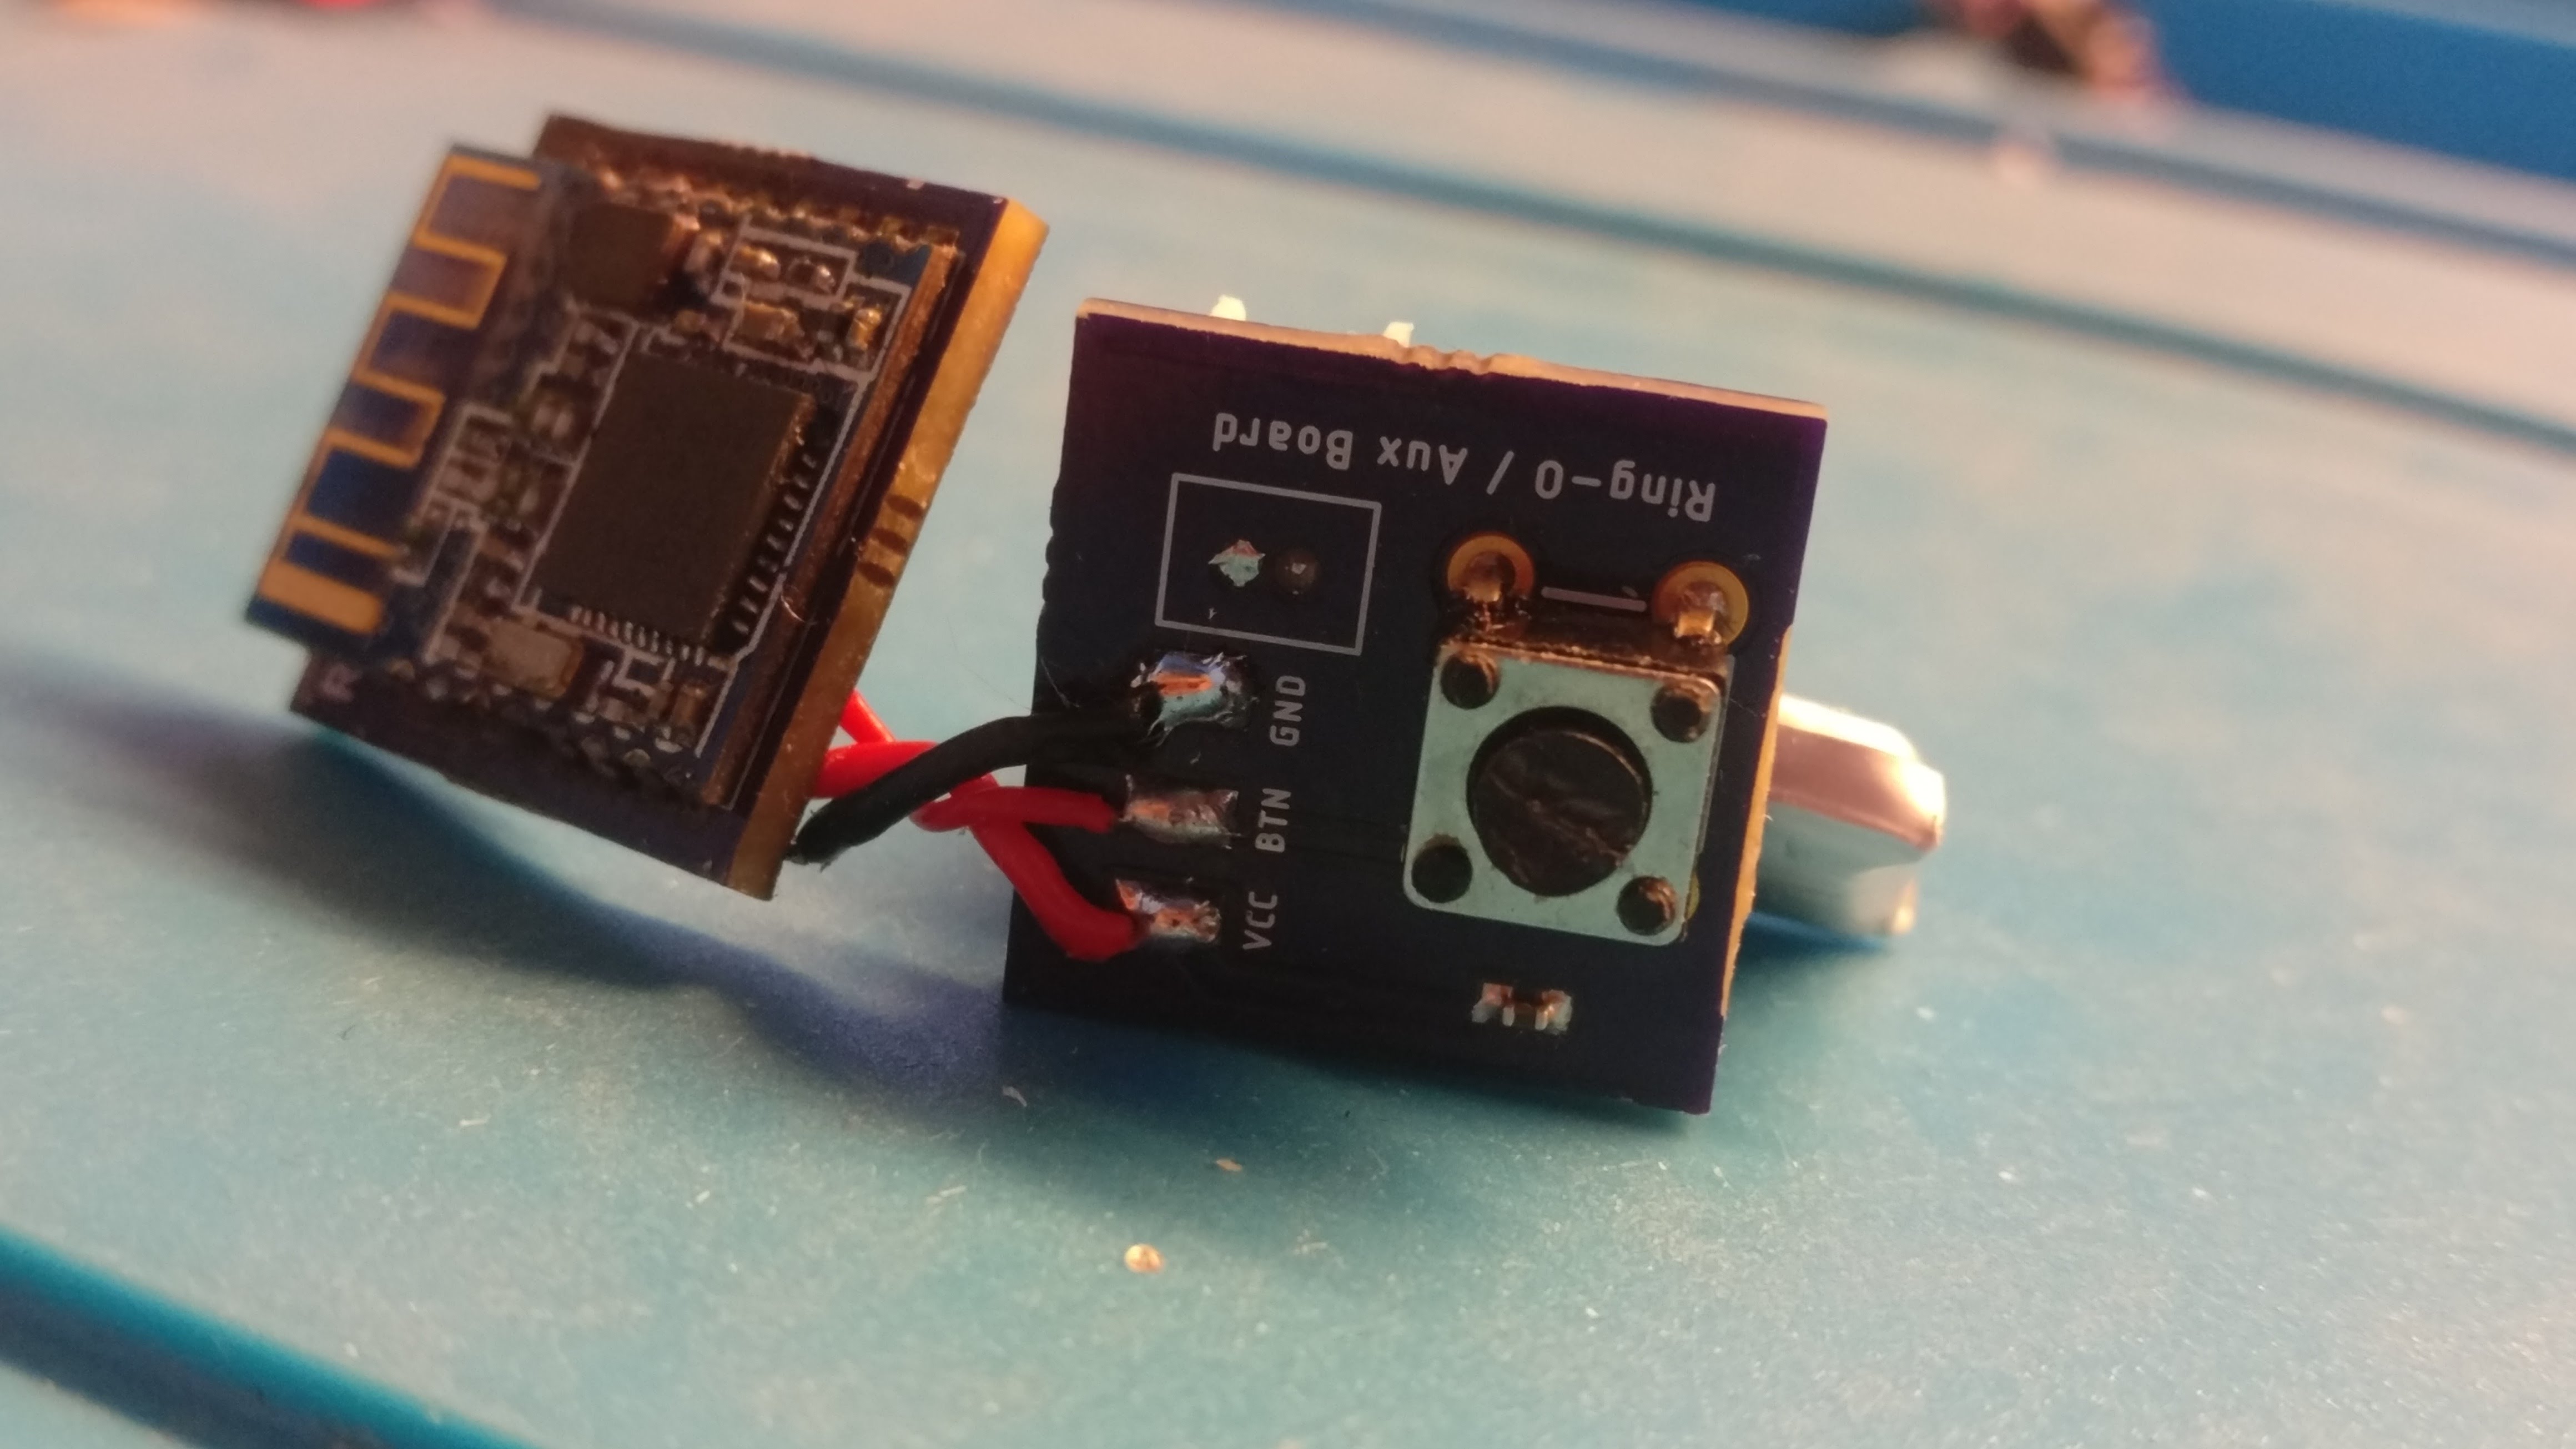 Ring-0 / Aux Board
GND
BTN
VCC
R